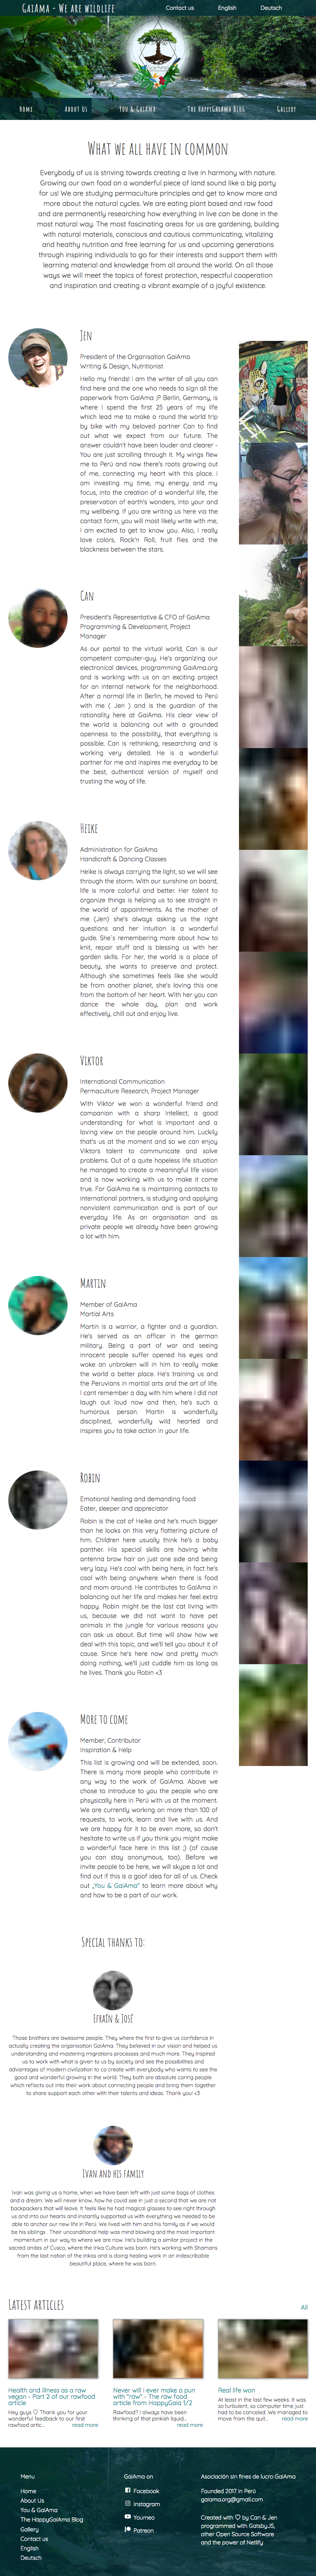 GaiAma - We are wildlife
Contact us
English
Deutsch
Home
About Us
You & GaiAma
The HappyGaiAma Blog
Gallery
What we all have in common
Everybody of us is striving towards creating a live in harmony with nature.
Growing our own food on a wonderful piece of land sound like a big party
for us! We are studying permaculture principles and get to know more and
more about the natural cycles. We are eating plant based and raw food
and are permanently researching how everything in live can be done in the
most natural way. The most fascinating areas for us are gardening, building
with natural materials, conscious and cautious communicating, vitalizing
and healthy nutrition and free learning for us and upcoming generations
through inspiring individuals to go for their interests and support them with
learning material and knowledge from all around the world. On all those
ways we will meet the topics of forest protection, respectful cooperation
and inspiration and creating a vibrant example of a joyful existence.
Jen
President of the Organisation GaiAma
Writing & Design, Nutritionist
Hello my friends! I am the writer of all you can
find here and the one who needs to sign all the
paperwork from GaiAma ;P Berlin, Germany, is
where I spend the first 25 years of my life
which lead me to make a round the world trip
by bike with my beloved partner Can to find
out what we expect from our future. The
answer couldn't have been louder and clearer -
You are just scrolling through it. My wings flew
me to Perú and now there's roots growing out
of me, connecting my heart with this place. I
am investing my time, my energy and my
focus, into the creation of a wonderful life, the
preservation of earth's wonders, into your and
my wellbeing. If you are writing us here via the
contact form, you will most likely write with me,
I am excited to get to know you. Also, I really
love colors, Rock'n Roll, fruit flies and the
blackness between the stars.
Can
President's Representative & CFO of GaiAma
Programming & Development, Project
Manager
As our portal to the virtual world, Can is our
competent computer-guy. He's organizing our
electronical devices, programming GaiAma.org
and is working with us on an exciting project
for an internal network for the neighborhood.
After a normal life in Berlin, he moved to Perú
with me ( Jen ) and is the guardian of the
rationality here at GaiAma. His clear view of
the world is balancing out with a grounded
openness to the possibility, that everything is
possible. Can is rethinking, researching and is
working very detailed. He is a wonderful
partner for me and inspires me everyday to be
the best, authentical version of myself and
trusting the way of life.
Heike
Administration for GaiAma
Handicraft & Dancing Classes
Heike is always carrying the light, so we will see
through the storm. With our sunshine on board,
life is more colorful and better. Her talent to
organize things is helping us to see straight in
the world of appointments. As the mother of
me (Jen) she's always asking us the right
questions and her intuition is a wonderful
guide. She´s remembering more about how to
knit, repair stuff and is blessing us with her
garden skills. For her, the world is a place of
beauty, she wants to preserve and protect.
Although she sometimes feels like she would
be from another planet, she's loving this one
from the bottom of her heart. With her you can
dance the whole day, plan and work
effectively, chill out and enjoy live.
Viktor
International Communication
Permaculture Research, Project Manager
With Viktor we won a wonderful friend and
companion with a sharp intellect, a good
understanding for what is important and a
loving view on the people around him. Luckily
that's us at the moment and so we can enjoy
Viktors talent to communicate and solve
problems. Out of a quite hopeless life situation
he managed to create a meaningful life vision
and is now working with us to make it come
true. For GaiAma he is maintaining contacts to
international partners, is studying and applying
nonviolent communication and is part of our
everyday life. As an organisation and as
private people we already have been growing
a lot with him.
Martin
Member of GaiAma
Martial Arts
Martin is a warrior, a fighter and a guardian.
He's served as an officer in the german
military. Being a part of war and seeing
innocent people suffer opened his eyes and
woke an unbroken will in him to really make
the world a better place. He's training us and
the Peruvians in martial arts and the art of life.
I cant remember a day with him where I did not
laugh out loud now and then, he's such a
humorous person. Martin is wonderfully
disciplined, wonderfully wild hearted and
inspires you to take action in your life.
Robin
Emotional healing and demanding food
Eater, sleeper and appreciator
Robin is the cat of Heike and he's much bigger
than he looks on this very flattering picture of
him. Children here usually think he's a baby
panther. His special skills are having white
antenna brow hair on just one side and being
very lazy. He's cool with being here, in fact he's
cool with being anywhere when there is food
and mom around. He contributes to GaiAma in
balancing out her life and makes her feel extra
happy. Robin might be the last cat living with
us, because we did not want to have pet
animals in the jungle for various reasons you
can ask us about. But time will show how we
deal with this topic, and we'll tell you about it of
cause. Since he's here now and pretty much
doing nothing, we'll just cuddle him as long as
he lives. Thank you Robin <3
More to come
Member, Contributor
Inspiration & Help
This list is growing and will be extended, soon.
There is many more people who contribute in
any way to the work of GaiAma. Above we
chose to introduce to you the people who are
phsysically here in Perú with us at the moment.
We are currently working on more than 100 of
requests, to work, learn and live with us. And
we are happy for it to be even more, so don't
hesitate to write us if you think you might make
a wonderful face here in this list ;) (of cause
you can stay anonymous, too). Before we
invite people to be here, we will skype a lot and
find out if this is a goof idea for all of us. Check
out „You & GaiAma" to learn more about why
and how to be a part of our work.
Special thanks to:
Efraín & José
Those brothers are awesome people. They where the first to give us confidence in
actually creating the organisation GaiAma. They believed in our vision and helped us
understanding and mastering migrations processes and much more. They inspired
us to work with what is given to us by society and see the possibilities and
advantages of modern civilization to co create with everybody who wants to see the
good and wonderful growing in the world. They both are absolute caring people
which reflects out into their work about connecting people and bring them together
to share support each other with their talents and ideas. Thank you! <3
Ivan and his family
Ivan was giving us a home, when we have been left with just some bags of clothes
and a dream. We will never know, how he could see in just a second that we are not
backpackers that will leave. It feels like he had magical glasses to see right through
us and into our hearts and instantly supported us with everything we needed to be
able to anchor our new life in Perú. We lived with him and his family as if we would
be his siblings . Their unconditional help was mind blowing and the most important
momentum in our way to where we are now. He's building a similar project in the
sacred andes of Cusco, where the Inka Culture was born. He's working with Shamans
from the last nation of the Inkas and is doing healing work in an indescribable
beautiful place, where he was born.
Latest articles
All
Health and illness as a raw
vegan - Part 2 of our rawfood
article
Hey guys ♡ Thank you for your
wonderful feedback to our first
rawfood artic... read more
Never will I ever make a pun
with "raw" - The raw food
article from HappyGaia 1/2
Rawfood? I always have been
thinking of that pinkish liquid...
read more
Real life won
At least in the last few weeks. It was
so turbulent, so computer time just
had to be canceled. We managed to
move from the quit... read more
Menu
Home
About Us
You & GaiAma
The HappyGaiAma Blog
Gallery
Contact us
English
Deutsch
GaiAma on
Facebook
Instagram
Youmeo
Patreon
Asociación sin fines de lucro GaiAma
Founded 2017 in Perú
gaiama.org@gmail.com
Created with ♡ by Can & Jen
programmed with GatsbyJS,
other Open Source Software
and the power of Netlify